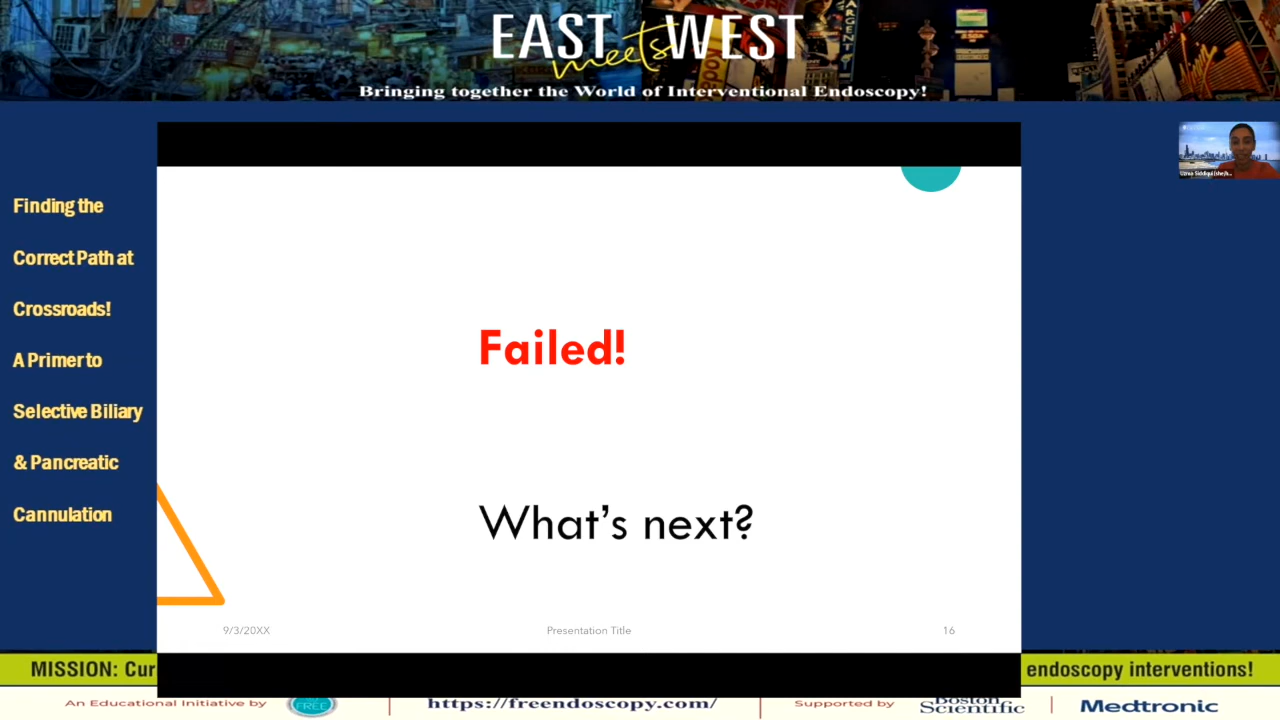 EAST meets WEST
Bringing together the World of Interventional Endoscopy!
Finding the
Correct Path at
Crossroads!
A Primer to
Selective Biliary
& Pancreatic
Cannulation
Failed!
What's next?
9/3/20XX
Presentation Title
16
MISSION: Cur
endoscopy interventions!
An Educational Initiative by
FREE
https://freendoscopy.com/
Supported by
Boston
Scientific
Medtronic